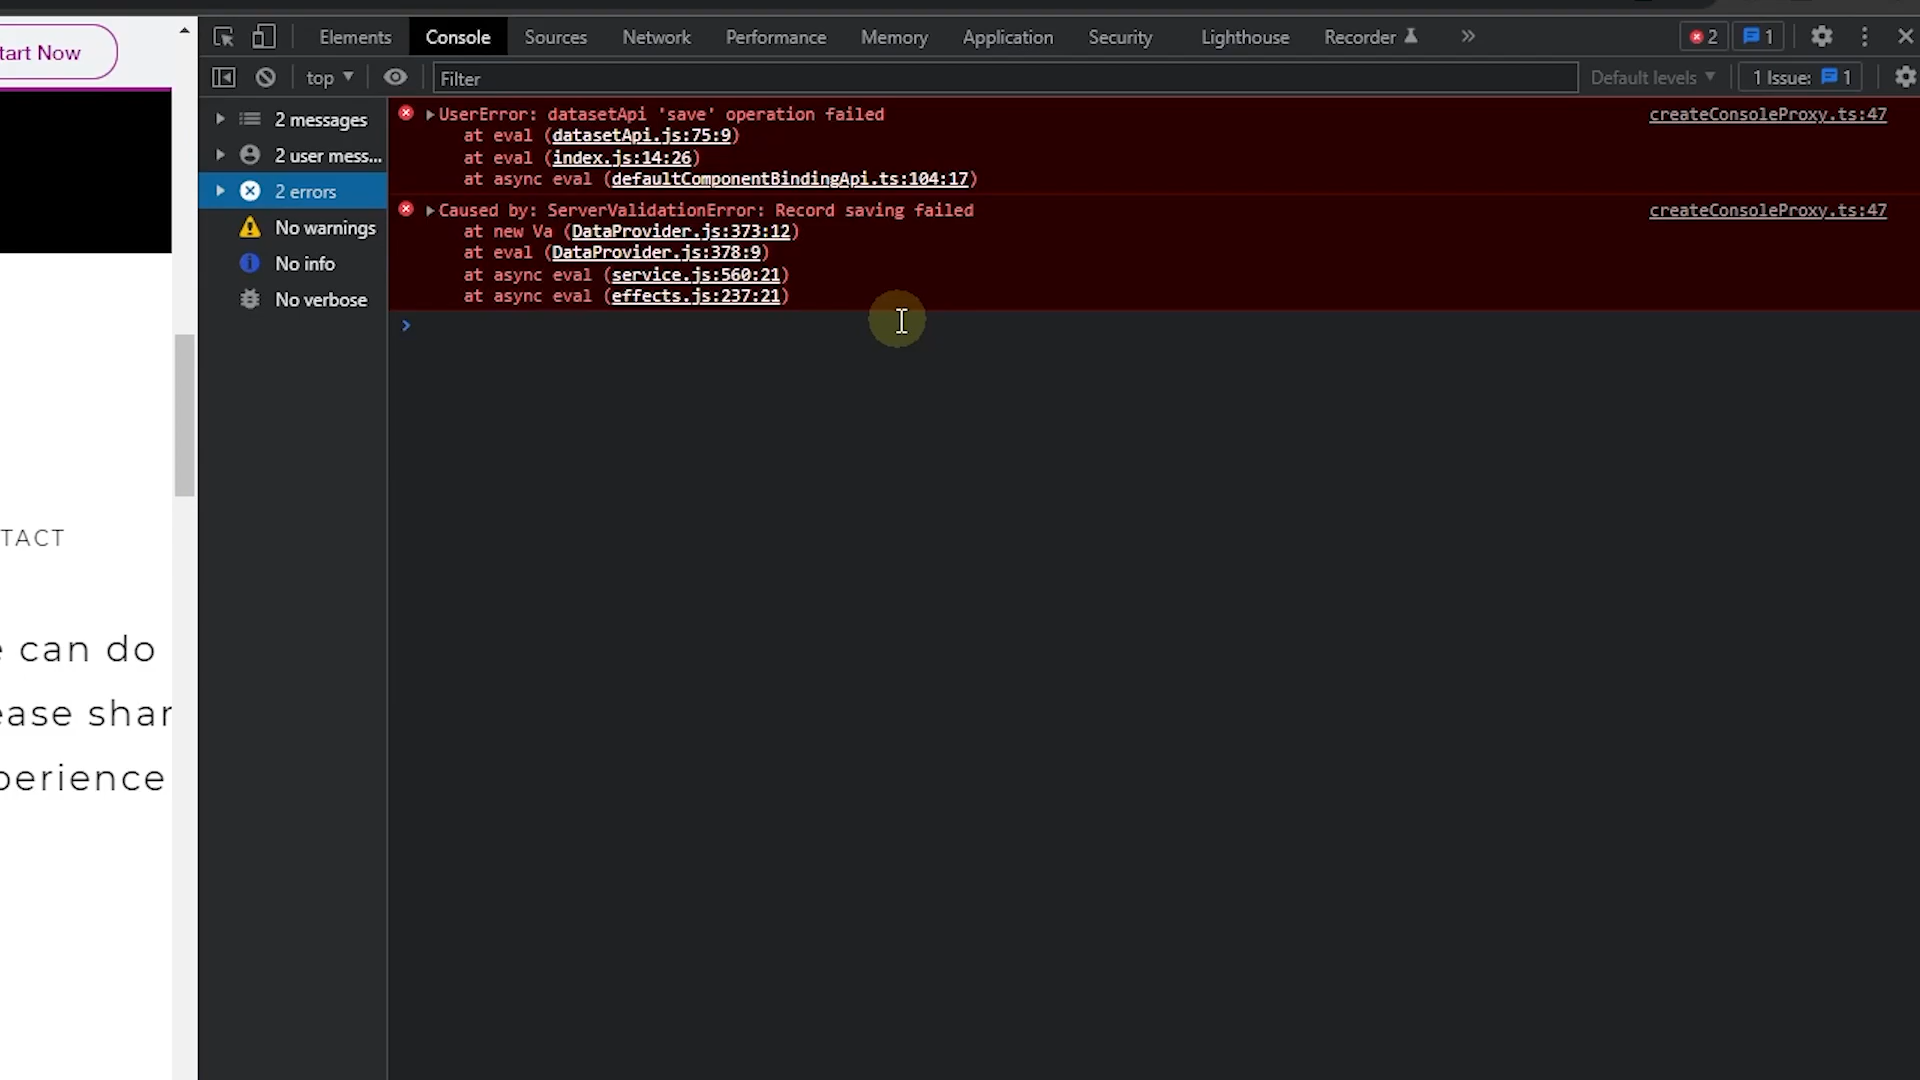 tart Now
TACT
e can do
ease shar
perience
Elements Console Sources Network Performance Memory Application Security Lighthouse Recorder » 2 1
top Filter Default levels 1 Issue: 1
2 messages
2 user mess...
2 errors
No warnings
No info
No verbose
UserError: datasetApi 'save' operation failed createConsoleProxy.ts:47
at eval (datasetApi.js:75:9)
at eval (index.js:14:26)
at async eval (defaultComponentBindingApi.ts:104:17)
Caused by: ServerValidationError: Record saving failed createConsoleProxy.ts:47
at new Va (DataProvider.js:373:12)
at eval (DataProvider.js:378:9)
at async eval (service.js:560:21)
at async eval (effects.js:237:21)